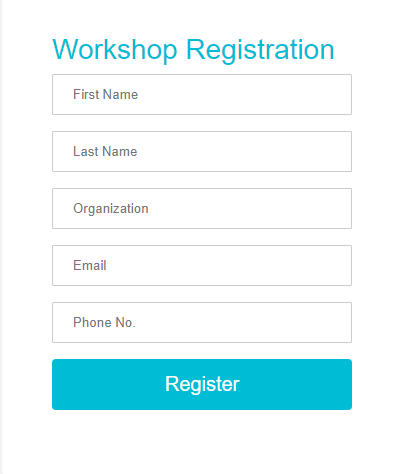 Workshop Registration
First Name
Last Name
Organization
Email
Phone No.
Register